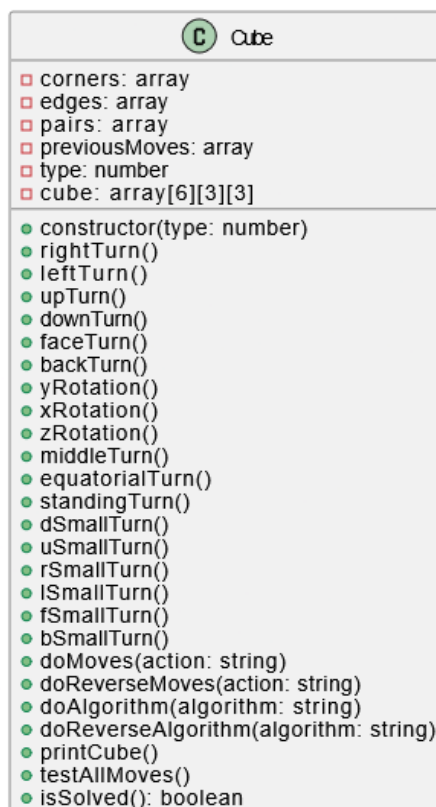 C Cube
corners: array
edges: array
pairs: array
previousMoves: array
type: number
cube: array[6][3][3]
constructor(type: number)
rightTurn()
leftTurn()
upTurn()
downTurn()
faceTurn()
backTurn()
yRotation()
xRotation()
zRotation()
middleTurn()
equatorialTurn()
standingTurn()
dSmallTurn()
uSmallTurn()
rSmallTurn()
lSmallTurn()
fSmallTurn()
bSmallTurn()
doMoves(action: string)
doReverseMoves(action: string)
doAlgorithm(algorithm: string)
doReverseAlgorithm(algorithm: string)
printCube()
testAllMoves()
isSolved(): boolean